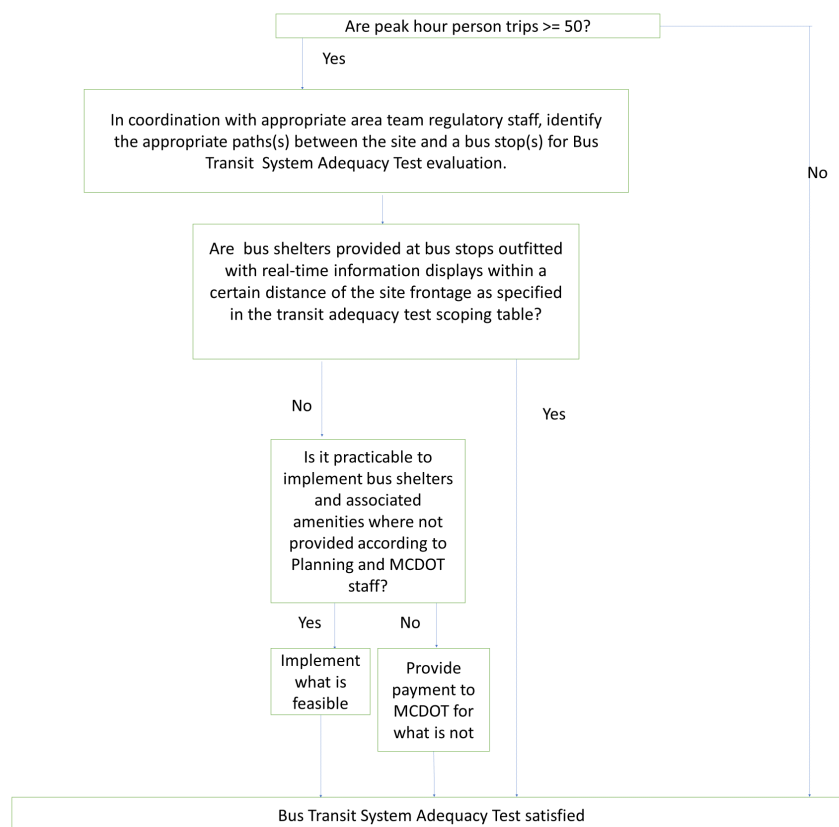 Are peak hour person trips >= 50?
Yes
In coordination with appropriate area team regulatory staff, identify
the appropriate paths(s) between the site and a bus stop(s) for Bus
Transit  System Adequacy Test evaluation.
No
Are  bus shelters provided at bus stops outfitted
with real-time information displays within a
certain distance of the site frontage as specified
in the transit adequacy test scoping table?
No
Yes
Is it practicable to
implement bus shelters
and associated
amenities where not
provided according to
Planning and MCDOT
staff?
Yes
No
Implement
what is
feasible
Provide
payment to
MCDOT for
what is not
Bus Transit System Adequacy Test satisfied